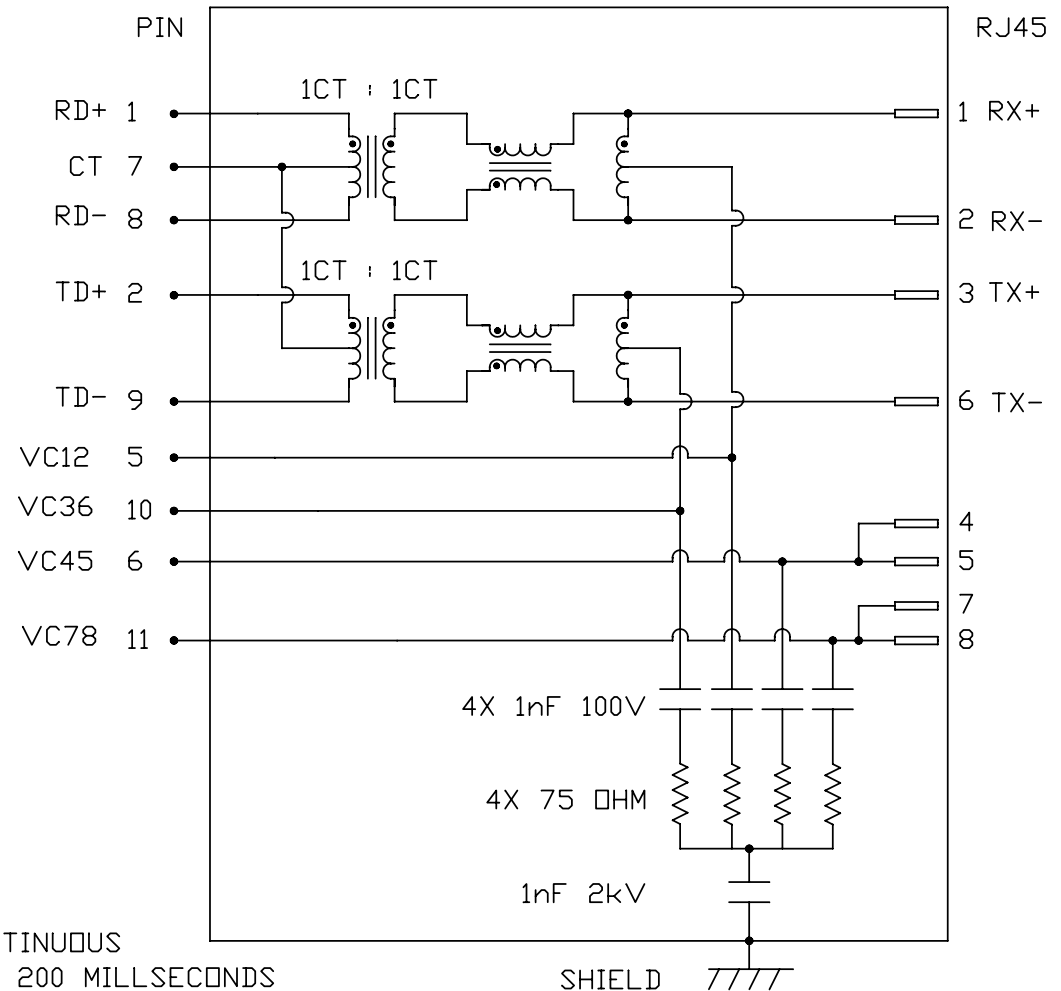 PIN RJ45
1CT : 1CT
RD+ 1 1 RX+
CT 7
RD- 8 2 RX-
1CT : 1CT
TD+ 2 3 TX+
TD- 9 6 TX-
VC12 5
VC36 10
4
VC45 6 5
7
VC78 11 8
4X 1nF 100V
4X 75 OHM
1nF 2kV
TINUOUS
200 MILLSECONDS SHIELD